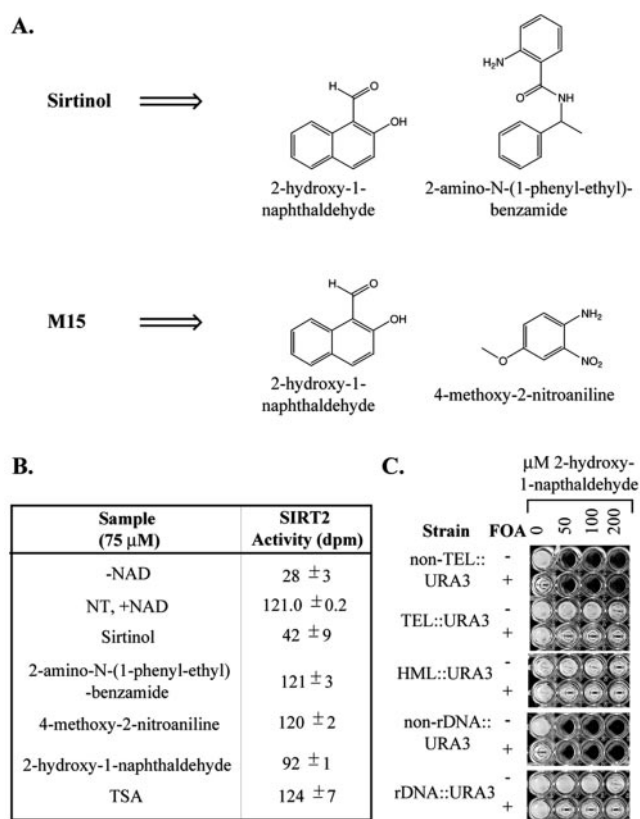 A.
Sirtinol
H
O
OH
2-hydroxy-1-
naphthaldehyde
H₂N
O
NH
2-amino-N-(1-phenyl-ethyl)-
benzamide
M15
H
O
OH
2-hydroxy-1-
naphthaldehyde
O
NH₂
NO₂
4-methoxy-2-nitroaniline
B.
Sample
(75 µM)
SIRT2
Activity (dpm)
-NAD 28 ±3
NT, +NAD 121.0 ±0.2
Sirtinol 42 ±9
2-amino-N-(1-phenyl-ethyl)
-benzamide 121 ±3
4-methoxy-2-nitroaniline 120 ±2
2-hydroxy-1-naphthaldehyde 92 ±1
TSA 124 ±7
C.
µM 2-hydroxy-
1-napthaldehyde
Strain FOA 0 50 100 200
non-TEL:: -
URA3 +
TEL::URA3 - +
HML::URA3 - +
non-rDNA:: -
URA3 +
rDNA::URA3 - +